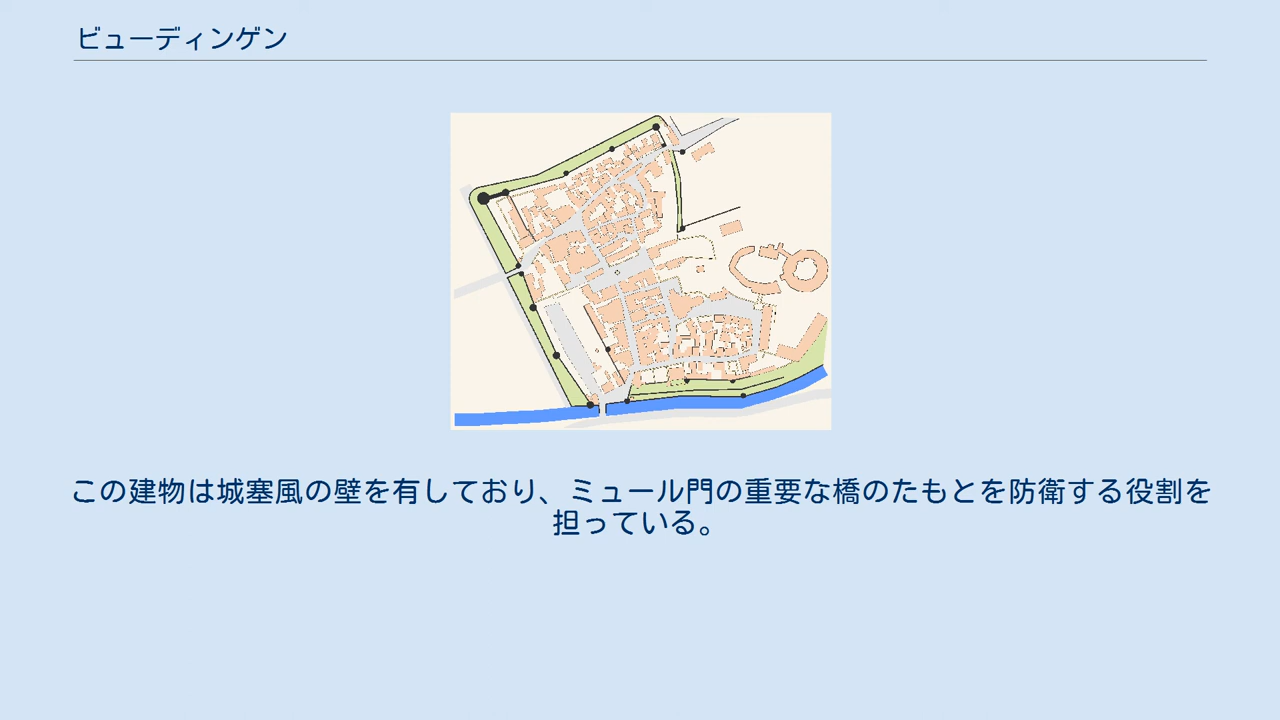 ビューディンゲン
この建物は城塞風の壁を有しており、ミュール門の重要な橋のたもとを防衛する役割を
担っている。